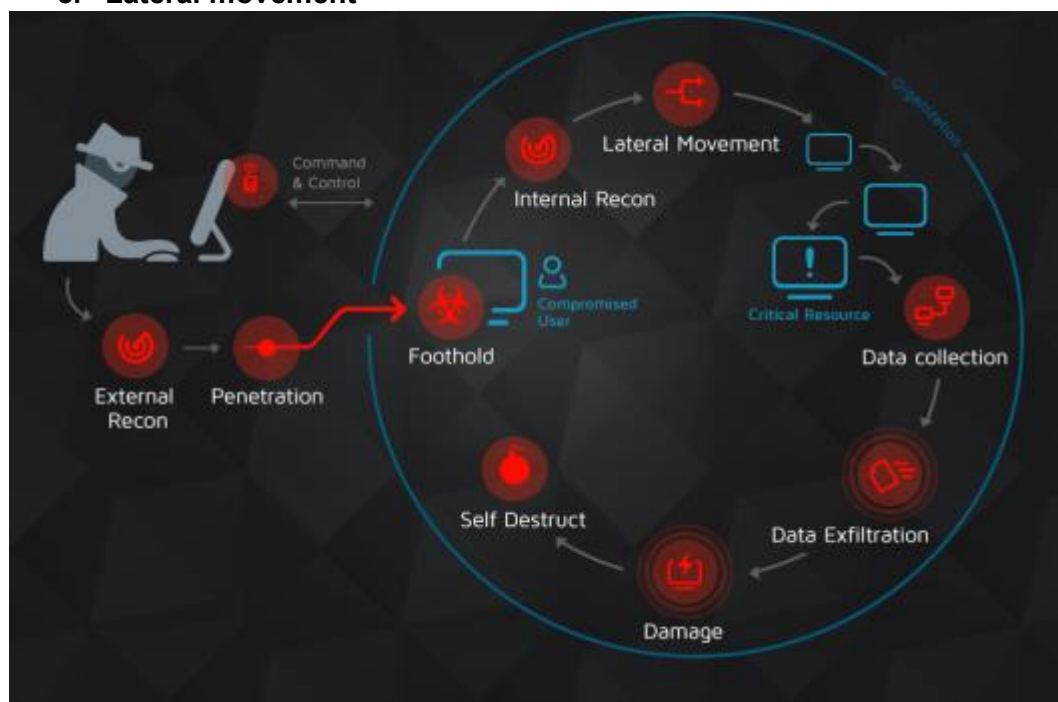 Lateral movement
Organization
Command
& Control
Lateral Movement
Internal Recon
Compromised
User
Critical Resource
Foothold
Data collection
External
Recon
Penetration
Self Destruct
Data Exfiltration
Damage